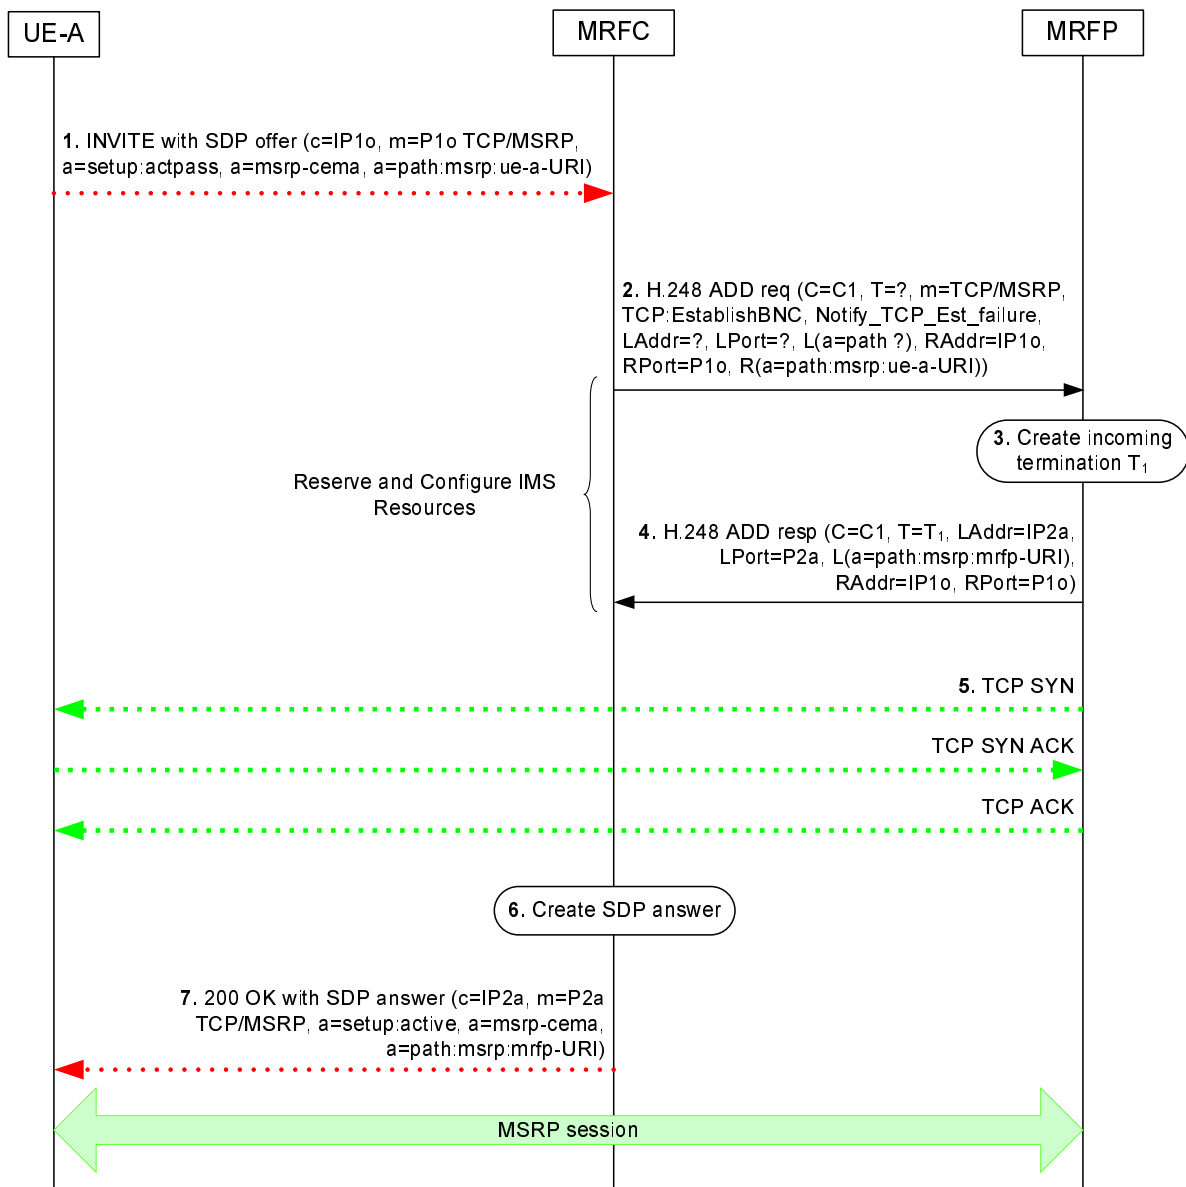 UE-A
MRFC
MRFP
1. INVITE with SDP offer (c=IP1o, m=P1o TCP/MSRP,
a=setup:actpass, a=msrp-cema, a=path:msrp:ue-a-URI)
2. H.248 ADD req (C=C1, T=?, m=TCP/MSRP,
TCP:EstablishBNC, Notify_TCP_Est_failure,
LAddr=?, LPort=?, L(a=path ?), RAddr=IP1o,
RPort=P1o, R(a=path:msrp:ue-a-URI))
3. Create incoming
termination T₁
Reserve and Configure IMS
Resources
4. H.248 ADD resp (C=C1, T=T₁, LAddr=IP2a,
LPort=P2a, L(a=path:msrp:mrfp-URI),
RAddr=IP1o, RPort=P1o)
5. TCP SYN
TCP SYN ACK
TCP ACK
6. Create SDP answer
7. 200 OK with SDP answer (c=IP2a, m=P2a
TCP/MSRP, a=setup:active, a=msrp-cema,
a=path:msrp:mrfp-URI)
MSRP session